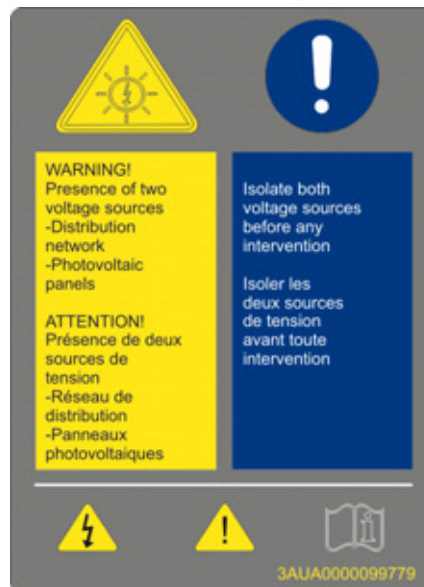 WARNING!
Presence of two
voltage sources
-Distribution
network
-Photovoltaic
panels
ATTENTION!
Présence de deux
sources de
tension
-Réseau de
distribution
-Panneaux
photovoltaiques
Isolate both
voltage sources
before any
intervention
Isoler les
deux sources
de tension
avant toute
intervention
3AUA0000099779